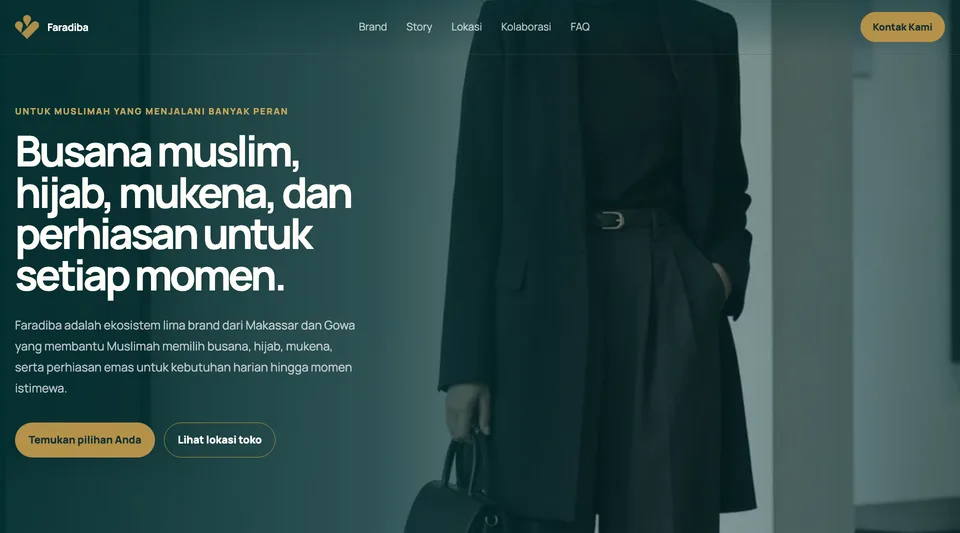 Faradiba
Brand
Story
Lokasi
Kolaborasi
FAQ
Kontak Kami
UNTUK MUSLIMAH YANG MENJALANI BANYAK PERAN
Busana muslim,
hijab, mukena, dan
perhiasan untuk
setiap momen.
Faradiba adalah ekosistem lima brand dari Makassar dan Gowa
yang membantu Muslimah memilih busana, hijab, mukena,
serta perhiasan emas untuk kebutuhan harian hingga momen
istimewa.
Temukan pilihan Anda
Lihat lokasi toko